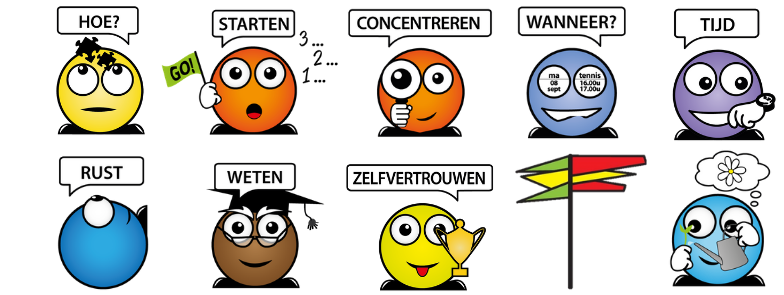 HOE?
STARTEN
3...
2...
1...
GO!
CONCENTREREN
WANNEER?
ma
08
sept
tennis
16.00u
17.00u
TIJD
RUST
WETEN
ZELFVERTROUWEN